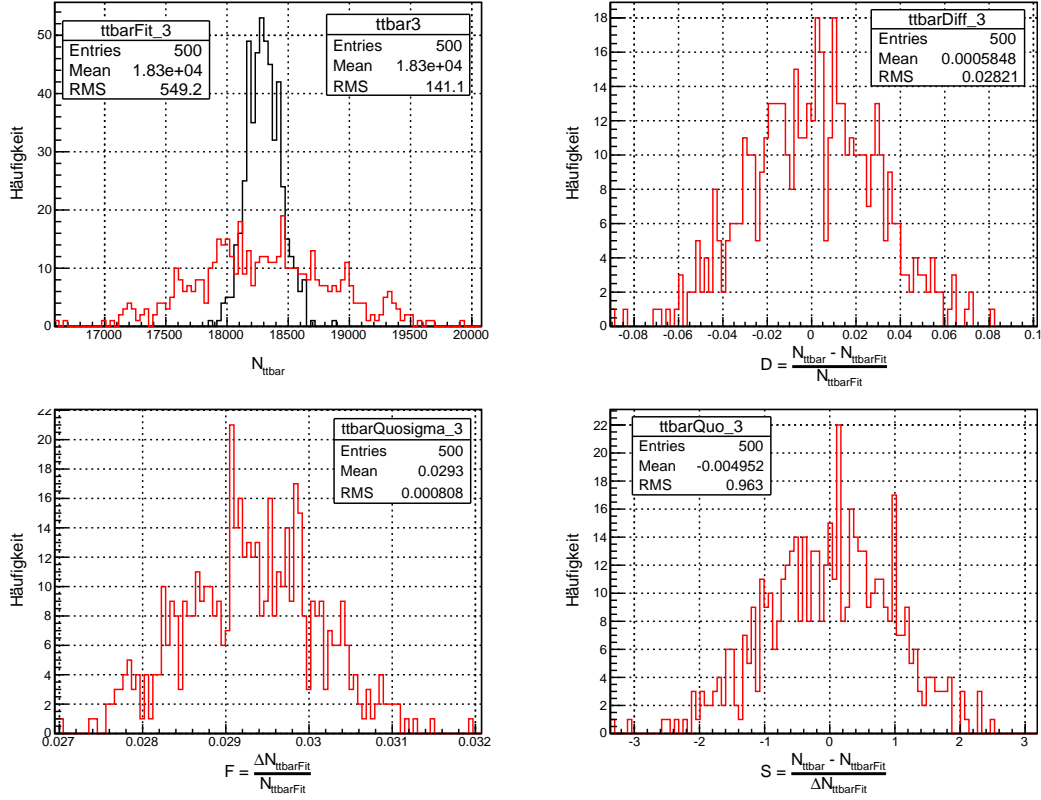 ttbarFit_3
Entries 500
Mean 1.83e+04
RMS 549.2
ttbar3
Entries 500
Mean 1.83e+04
RMS 141.1
Häufigkeit
50
40
30
20
10
0
17000 17500 18000 18500 19000 19500 20000
N_ttbar
ttbarDiff_3
Entries 500
Mean 0.0005848
RMS 0.02821
Häufigkeit
18
16
14
12
10
8
6
4
2
0
-0.08 -0.06 -0.04 -0.02 0 0.02 0.04 0.06 0.08 0.1
D = (N_ttbar - N_ttbarFit) / N_ttbarFit
ttbarQuosigma_3
Entries 500
Mean 0.0293
RMS 0.000808
Häufigkeit
22
20
18
16
14
12
10
8
6
4
2
0
0.027 0.028 0.029 0.03 0.031 0.032
F = ΔN_ttbarFit / N_ttbarFit
ttbarQuo_3
Entries 500
Mean -0.004952
RMS 0.963
Häufigkeit
22
20
18
16
14
12
10
8
6
4
2
0
-3 -2 -1 0 1 2 3
S = (N_ttbar - N_ttbarFit) / ΔN_ttbarFit